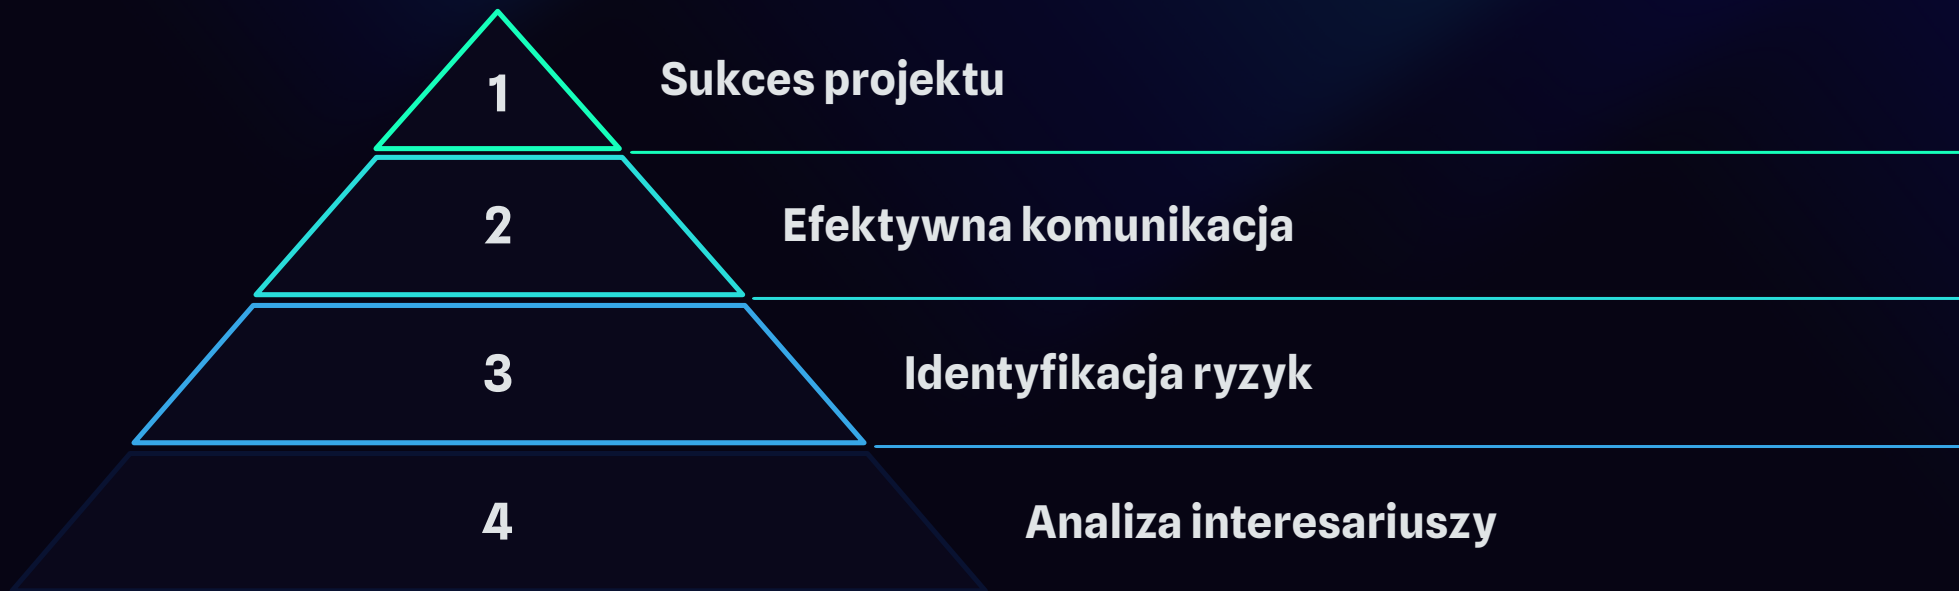 1
Sukces projektu
2
Efektywna komunikacja
3
Identyfikacja ryzyk
4
Analiza interesariuszy